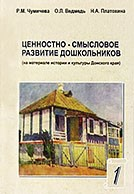 Р.М. Чумичева О.Л. Ведмедь Н.А. Платохина
ЦЕННОСТНО - СМЫСЛОВОЕ
РАЗВИТИЕ ДОШКОЛЬНИКОВ
(на материале истории и культуры Донского края)
1